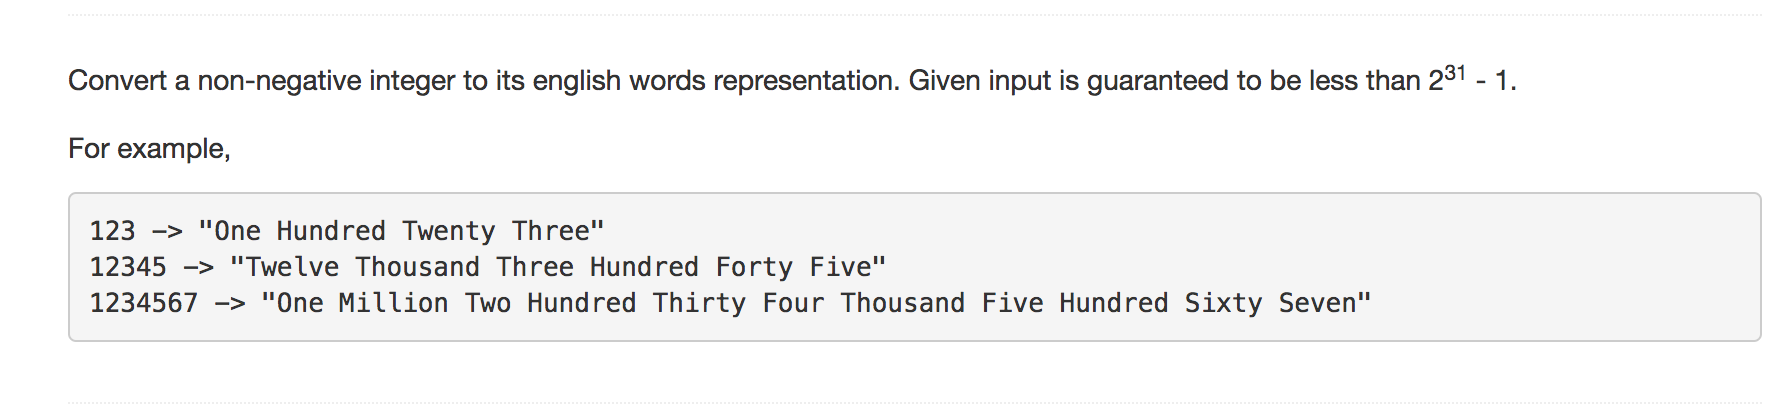 Convert a non-negative integer to its english words representation. Given input is guaranteed to be less than 2³¹ - 1.
For example,
123 -> "One Hundred Twenty Three"
12345 -> "Twelve Thousand Three Hundred Forty Five"
1234567 -> "One Million Two Hundred Thirty Four Thousand Five Hundred Sixty Seven"